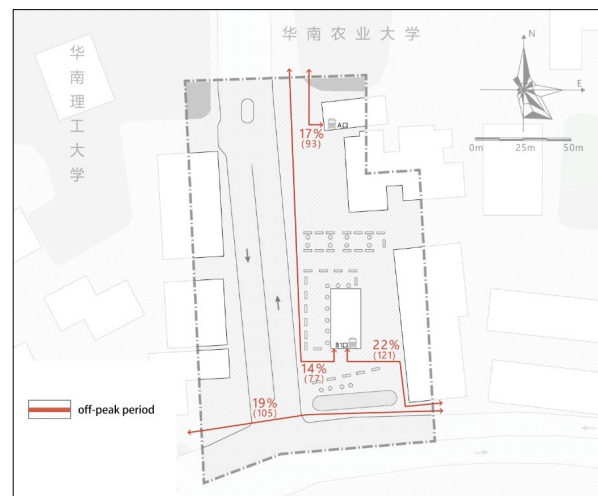 华南农业大学
华南理工大学
N
E
0m 25m 50m
A口
17%
(93)
B1口
22%
(121)
14%
(77)
19%
(105)
off-peak period